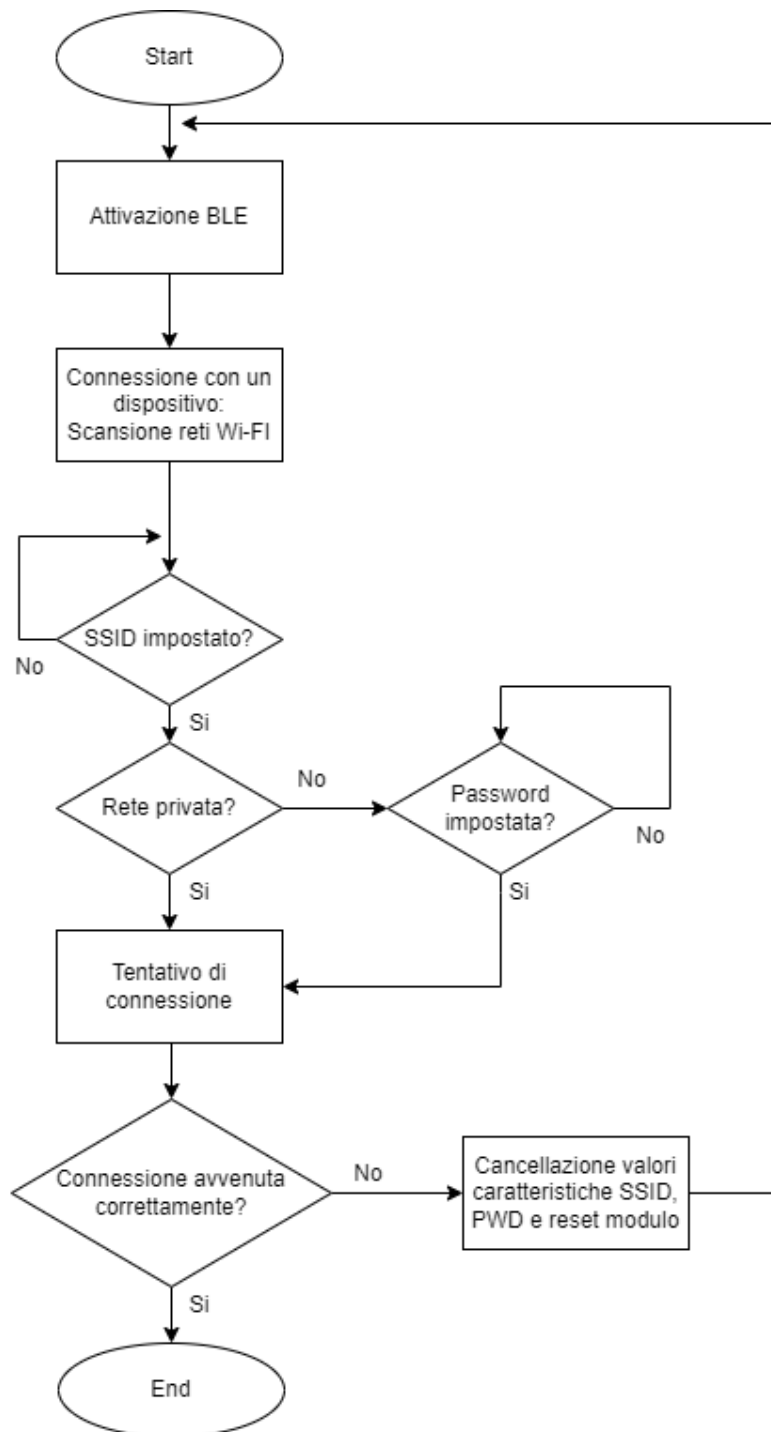 Start
Attivazione BLE
Connessione con un
dispositivo:
Scansione reti Wi-FI
SSID impostato?
No
Si
Rete privata?
No
Password
impostata?
No
Si
Si
Tentativo di
connessione
Connessione avvenuta
correttamente?
No
Cancellazione valori
caratteristiche SSID,
PWD e reset modulo
Si
End